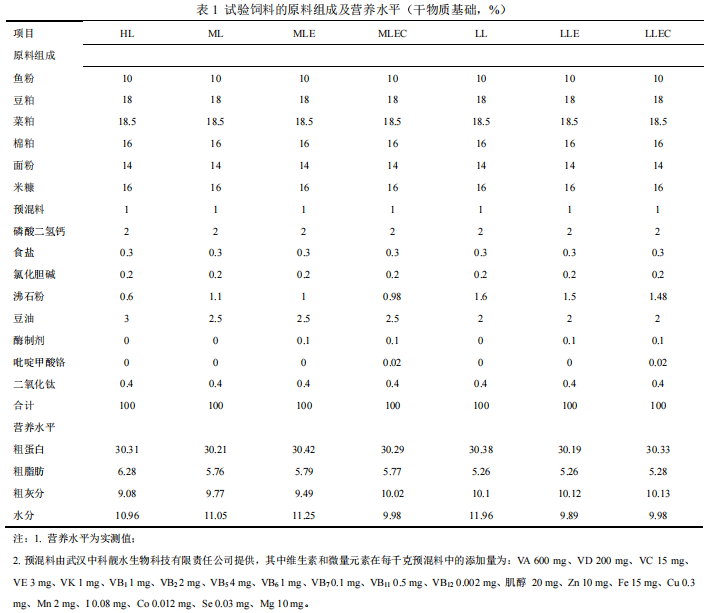 表 1 试验饲料的原料组成及营养水平（干物质基础，%）
项目 HL ML MLE MLEC LL LLE LLEC
原料组成
鱼粉 10 10 10 10 10 10 10
豆粕 18 18 18 18 18 18 18
菜粕 18.5 18.5 18.5 18.5 18.5 18.5 18.5
棉粕 16 16 16 16 16 16 16
面粉 14 14 14 14 14 14 14
米糠 16 16 16 16 16 16 16
预混料 1 1 1 1 1 1 1
磷酸二氢钙 2 2 2 2 2 2 2
食盐 0.3 0.3 0.3 0.3 0.3 0.3 0.3
氯化胆碱 0.2 0.2 0.2 0.2 0.2 0.2 0.2
沸石粉 0.6 1.1 1 0.98 1.6 1.5 1.48
豆油 3 2.5 2.5 2.5 2 2 2
酶制剂 0 0 0.1 0.1 0 0.1 0.1
吡啶甲酸铬 0 0 0 0.02 0 0 0.02
二氧化钛 0.4 0.4 0.4 0.4 0.4 0.4 0.4
合计 100 100 100 100 100 100 100
营养水平
粗蛋白 30.31 30.21 30.42 30.29 30.38 30.19 30.33
粗脂肪 6.28 5.76 5.79 5.77 5.26 5.26 5.28
粗灰分 9.08 9.77 9.49 10.02 10.1 10.12 10.13
水分 10.96 11.05 11.25 9.98 11.96 9.89 9.98
注：1. 营养水平为实测值；
2. 预混料由武汉中科靓水生物科技有限责任公司提供，其中维生素和微量元素在每千克预混料中的添加量为：VA 600 mg、VD 200 mg、VC 15 mg、
VE 3 mg、VK 1 mg、VB₁ 1 mg、VB₂ 2 mg、VB₅ 4 mg、VB₆ 1 mg、VB₇ 0.1 mg、VB₁₁ 0.5 mg、VB₁₂ 0.002 mg、肌醇 20 mg、Zn 10 mg、Fe 15 mg、Cu 0.3
mg、Mn 2 mg、I 0.08 mg、Co 0.012 mg、Se 0.03 mg、Mg 10 mg。